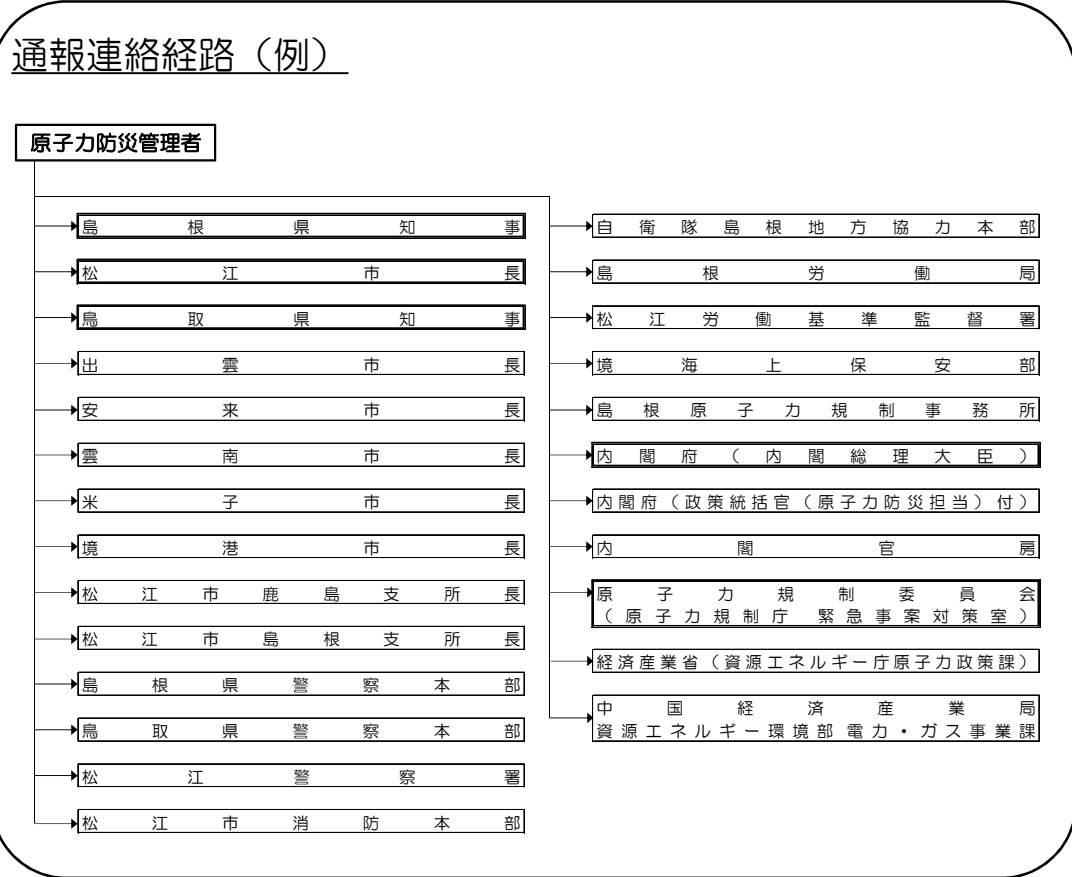 通報連絡経路（例）
原子力防災管理者
島根県知事
松江市長
鳥取県知事
出雲市長
安来市長
雲南市長
米子市長
境港市長
松江市鹿島支所長
松江市島根支所長
島根県警察本部
鳥取県警察本部
松江警察署
松江市消防本部
自衛隊島根地方協力本部
島根労働局
松江労働基準監督署
境海上保安部
島根原子力規制事務所
内閣府（内閣総理大臣）
内閣府（政策統括官（原子力防災担当）付）
内閣官房
原子力規制委員会
（原子力規制庁 緊急事案対策室）
経済産業省（資源エネルギー庁原子力政策課）
中国経済産業局
資源エネルギー環境部 電力・ガス事業課